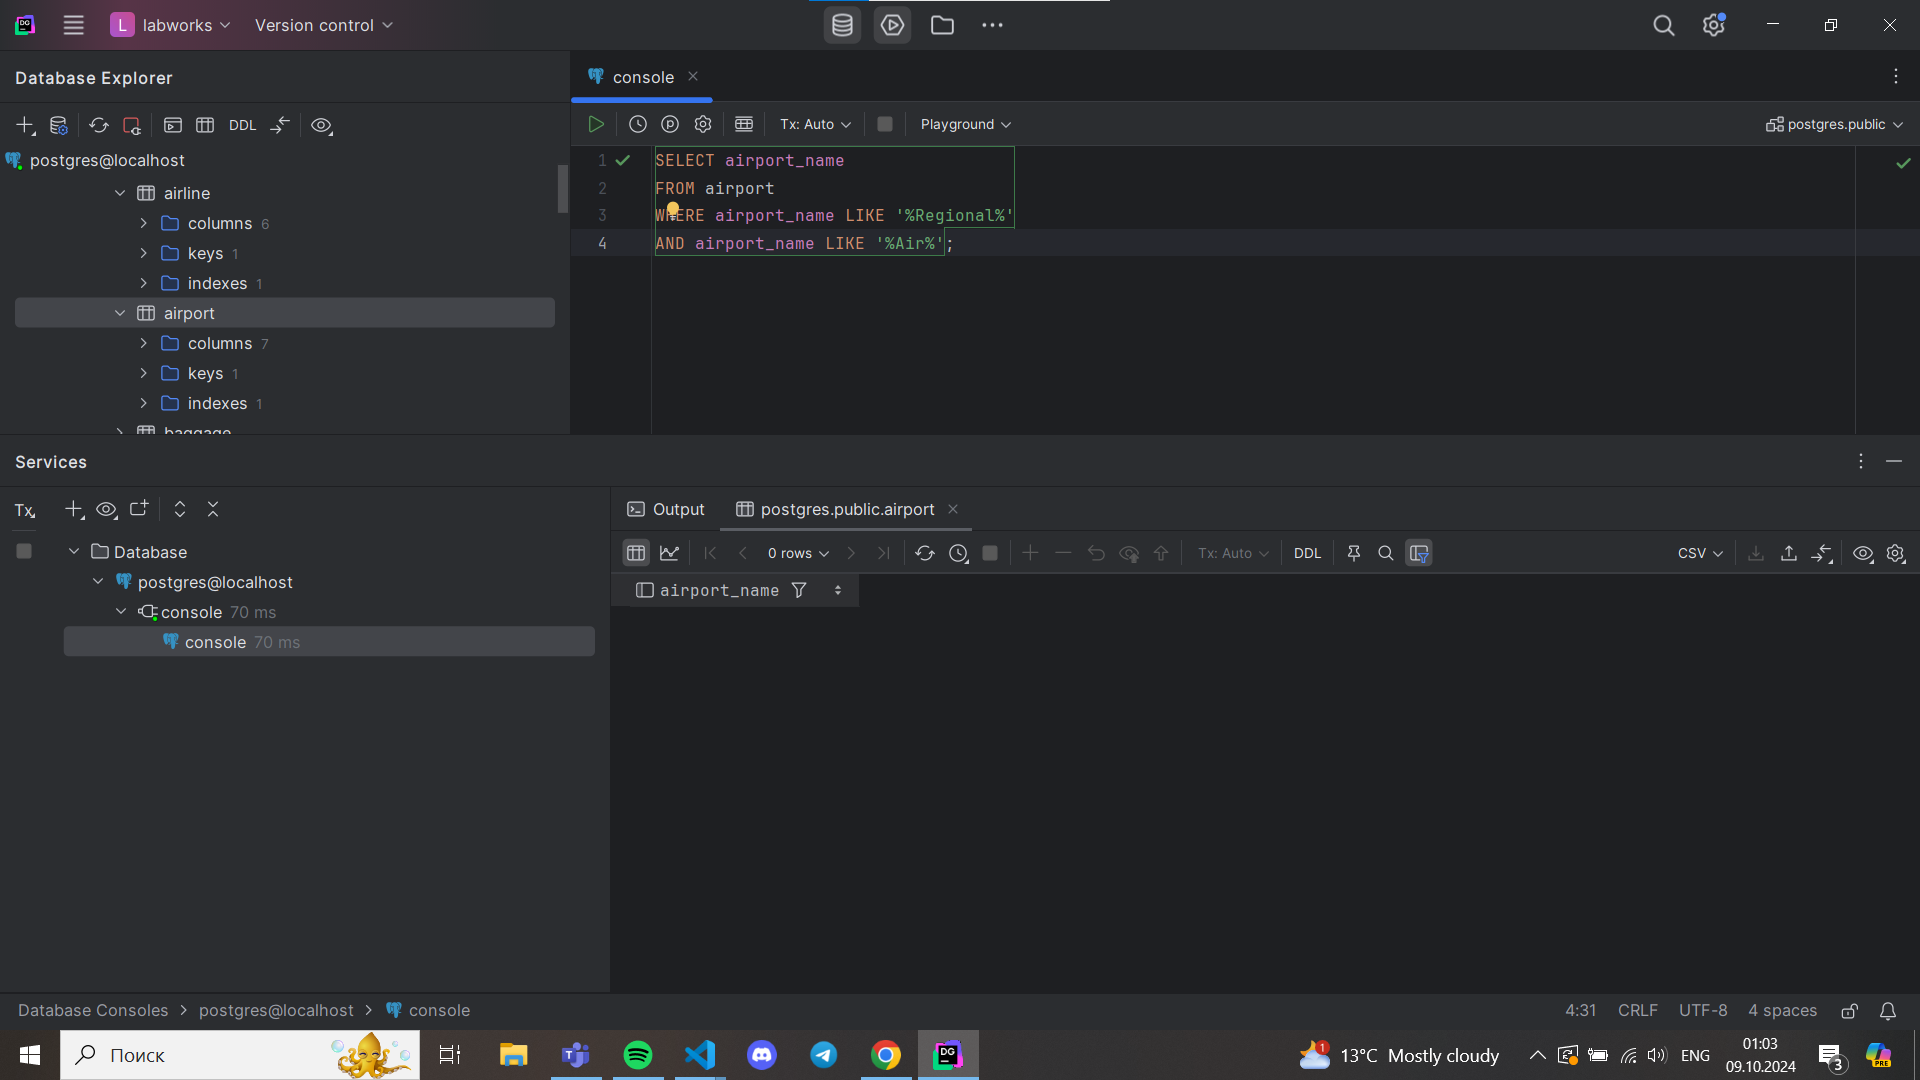 L labworks Version control
Database Explorer
console
DDL
Tx: Auto
Playground
postgres.public
postgres@localhost
airline
columns 6
keys 1
indexes 1
airport
columns 7
keys 1
indexes 1
baggage
1 SELECT airport_name
2 FROM airport
3 WHERE airport_name LIKE '%Regional%'
4 AND airport_name LIKE '%Air%';
Services
Tx
Output postgres.public.airport
0 rows Tx: Auto DDL CSV
Database
postgres@localhost
console 70 ms
console 70 ms
airport_name
Database Consoles > postgres@localhost > console
4:31 CRLF UTF-8 4 spaces
Поиск
1 13°C Mostly cloudy
ENG
01:03
09.10.2024
3
PRE